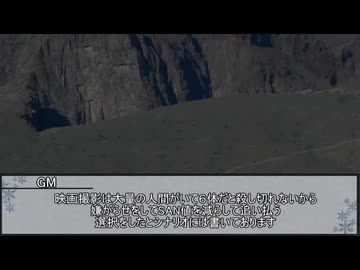 GM
映画撮影は大量の人間がいて6体だと殺し切れないから
嫌がらせをしてSAN値を減らして追い払う
選択をしたとシナリオには書いてあります